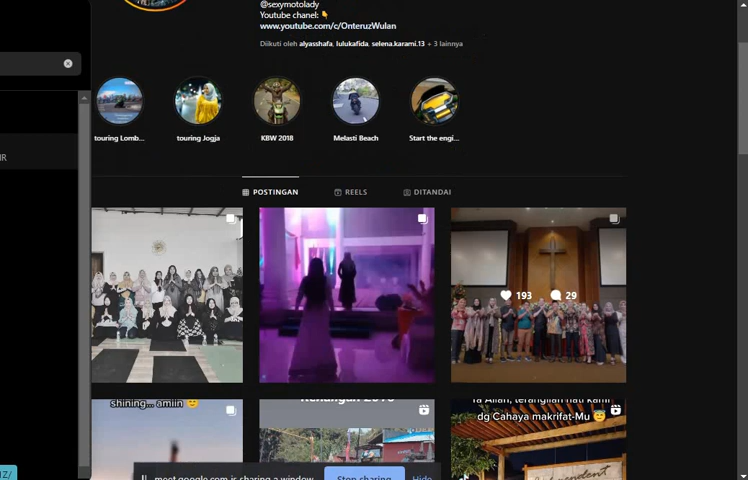 @sexymotolady
Youtube chanel: 👇
www.youtube.com/c/OnteruzWulan
Diikuti oleh alyasshafa, lulukafida, selena.karami.13 + 3 lainnya
touring Lomb...
touring Jogja
KBW 2018
Melasti Beach
Start the engi...
IR
POSTINGAN
REELS
DITANDAI
193
29
shining... amiin 😇
Ya Allah, terangilah hati kami
dg Cahaya makrifat-Mu 😇
meet.google.com is sharing a window.
Stop sharing
Hide